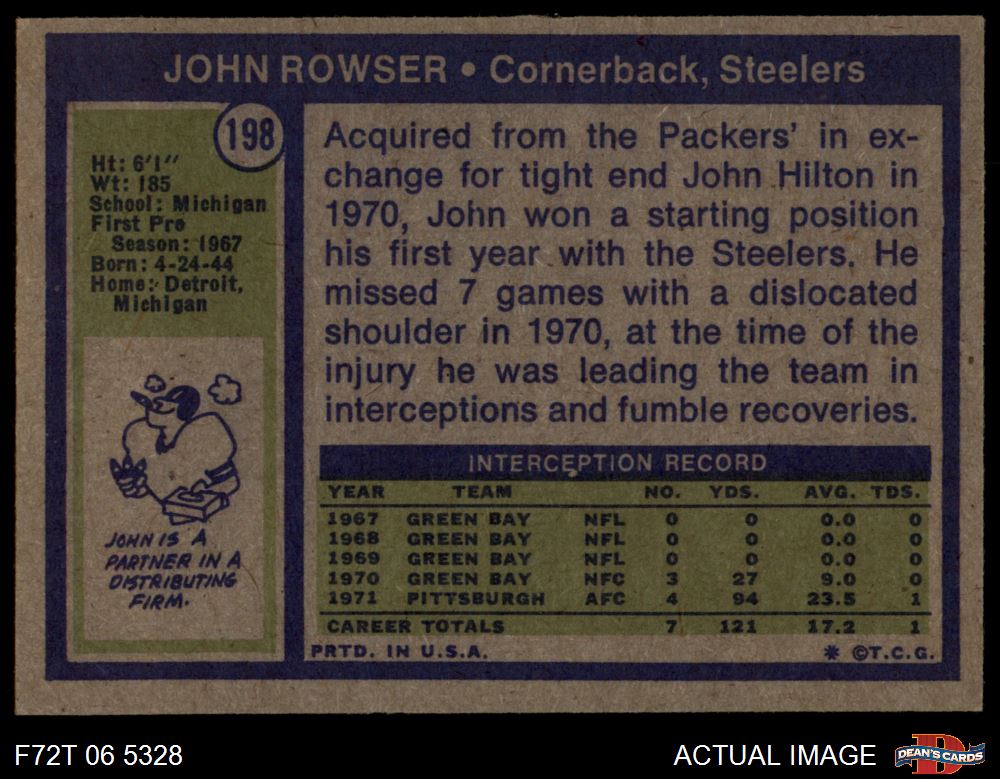 JOHN ROWSER • Cornerback, Steelers
198
Ht: 6'1"
Wt: 185
School: Michigan
First Pro
Season: 1967
Born: 4-24-44
Home: Detroit,
Michigan
JOHN IS A
PARTNER IN A
DISTRIBUTING
FIRM.
Acquired from the Packers' in ex-
change for tight end John Hilton in
1970, John won a starting position
his first year with the Steelers. He
missed 7 games with a dislocated
shoulder in 1970, at the time of the
injury he was leading the team in
interceptions and fumble recoveries.
INTERCEPTION RECORD
YEAR TEAM NO. YDS. AVG. TDS.
1967 GREEN BAY NFL 0 0 0.0 0
1968 GREEN BAY NFL 0 0 0.0 0
1969 GREEN BAY NFL 0 0 0.0 0
1970 GREEN BAY NFC 3 27 9.0 0
1971 PITTSBURGH AFC 4 94 23.5 1
CAREER TOTALS 7 121 17.2 1
PRTD. IN U.S.A. * ©T.C.G.
F72T 06 5328 ACTUAL IMAGE D DEAN'S CARDS